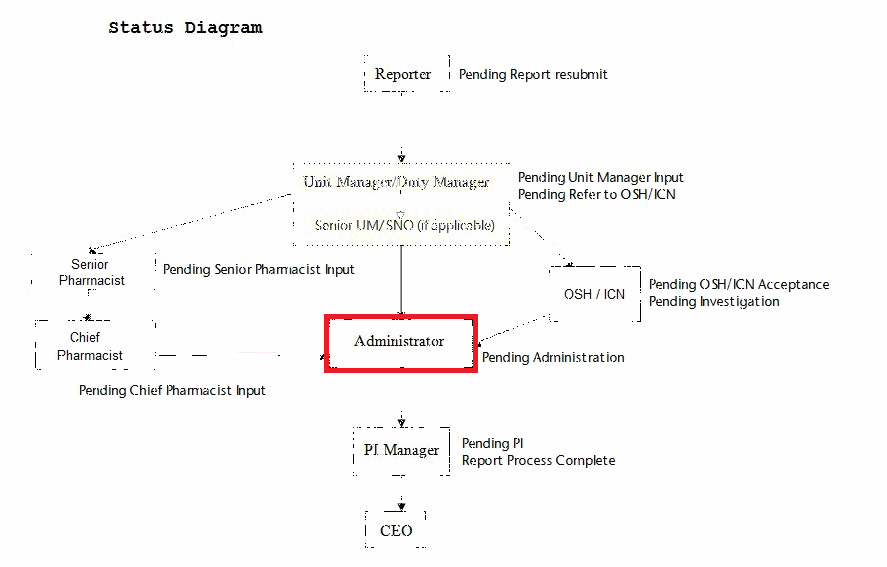 Status Diagram
Reporter
Pending Report resubmit
Unit Manager/Duty Manager
Senior UM/SNO (if applicable)
Pending Unit Manager Input
Pending Refer to OSH/ICN
Senior
Pharmacist
Pending Senior Pharmacist Input
OSH / ICN
Pending OSH/ICN Acceptance
Pending Investigation
Chief
Pharmacist
Pending Chief Pharmacist Input
Administrator
Pending Administration
PI Manager
Pending PI
Report Process Complete
CEO